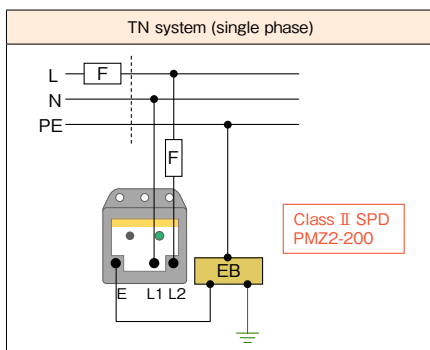 TN system (single phase)
L
F
N
PE
F
Class Ⅱ SPD
PMZ2-200
EB
E
L1
L2